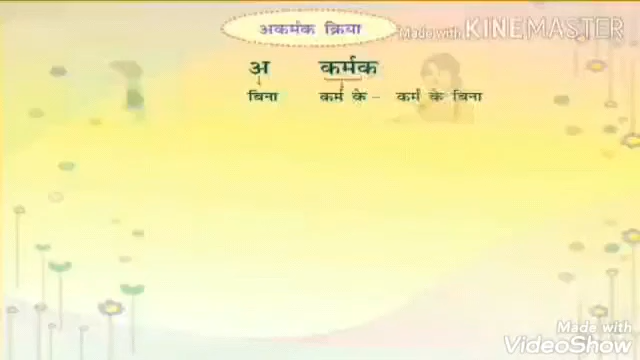 अकर्मक क्रिया
Made with KINEMASTER
अ कर्मक
बिना कर्म के - कर्म के बिना
Made with
VideoShow